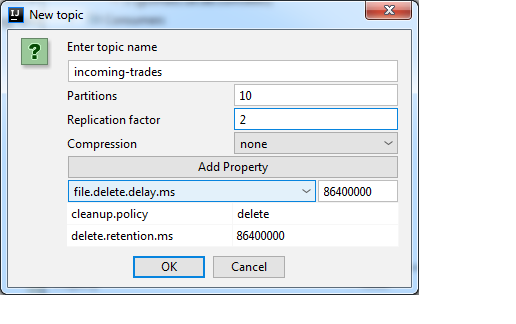 New topic
Enter topic name
incoming-trades
Partitions 10
Replication factor 2
Compression none
Add Property
file.delete.delay.ms 86400000
cleanup.policy delete
delete.retention.ms 86400000
OK Cancel